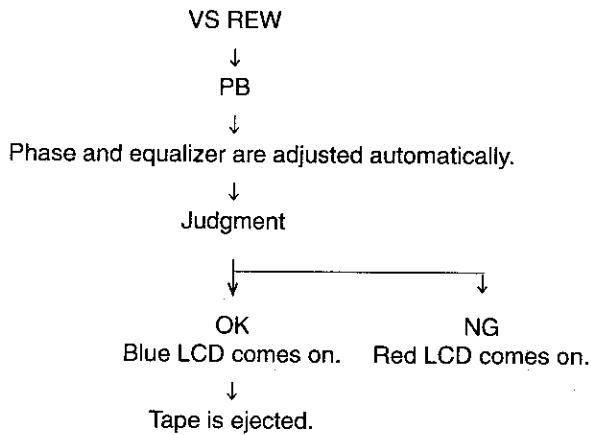 VS REW
↓
PB
↓
Phase and equalizer are adjusted automatically.
↓
Judgment
↓ ↓
OK NG
Blue LCD comes on. Red LCD comes on.
↓
Tape is ejected.